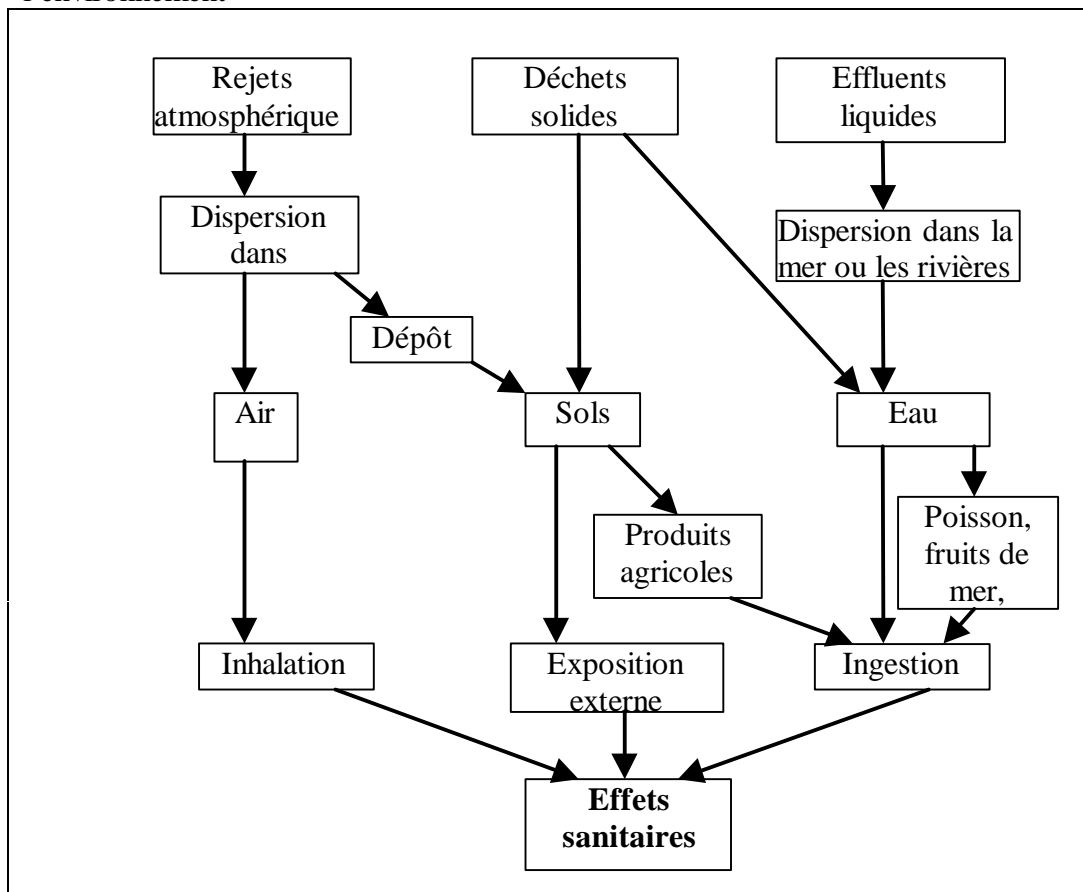 l'environnement
Rejets
atmosphérique
Déchets
solides
Effluents
liquides
Dispersion
dans
Dispersion dans la
mer ou les rivières
Dépôt
Air
Sols
Eau
Produits
agricoles
Poisson,
fruits de
mer,
Inhalation
Exposition
externe
Ingestion
Effets
sanitaires